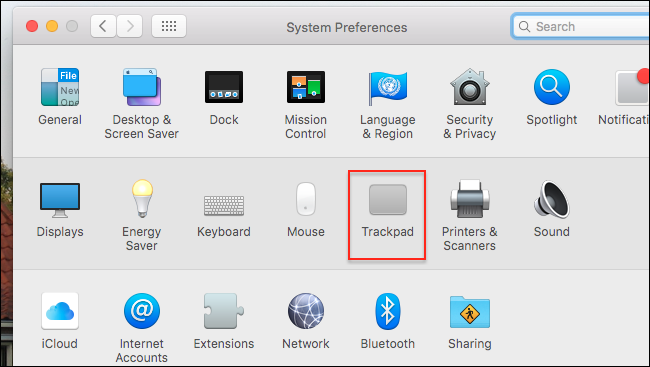 System Preferences
Search
File
New
Ope
General
Desktop &
Screen Saver
Dock
Mission
Control
Language
& Region
Security
& Privacy
Spotlight
Notificati
Displays
Energy
Saver
Keyboard
Mouse
Trackpad
Printers &
Scanners
Sound
iCloud
Internet
Accounts
Extensions
Network
Bluetooth
Sharing